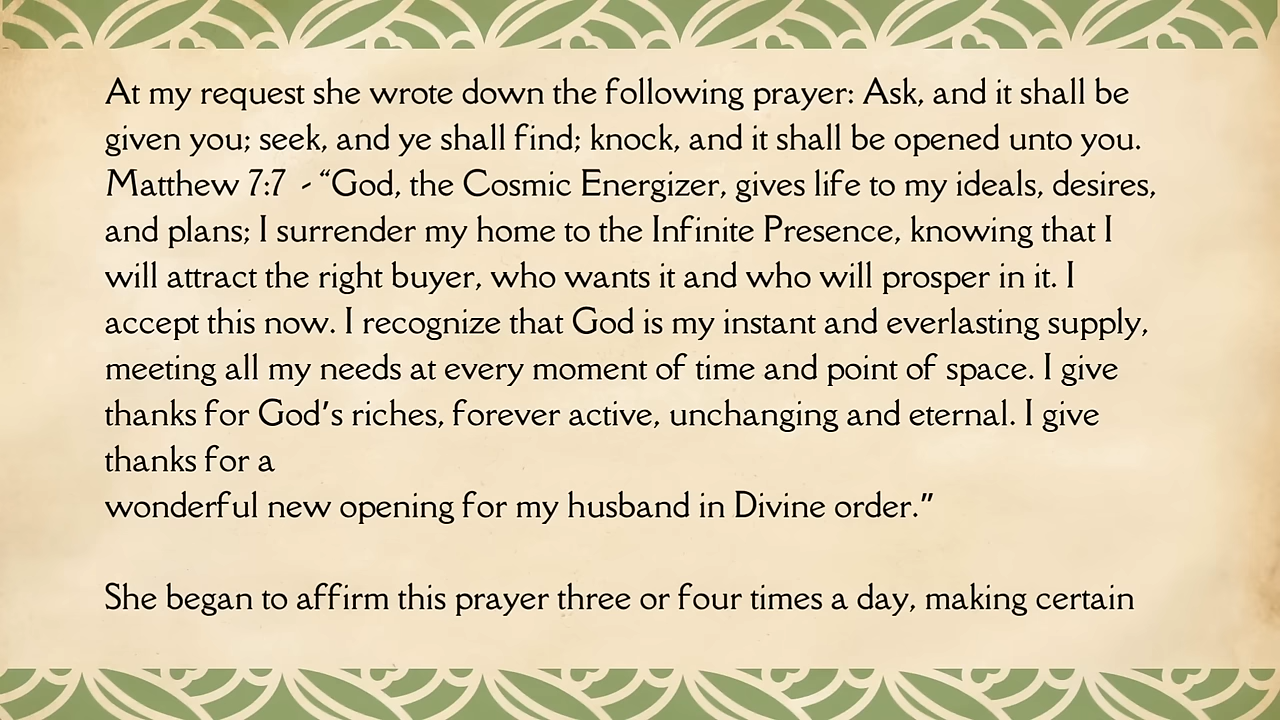 At my request she wrote down the following prayer: Ask, and it shall be
given you; seek, and ye shall find; knock, and it shall be opened unto you.
Matthew 7:7 - “God, the Cosmic Energizer, gives life to my ideals, desires,
and plans; I surrender my home to the Infinite Presence, knowing that I
will attract the right buyer, who wants it and who will prosper in it. I
accept this now. I recognize that God is my instant and everlasting supply,
meeting all my needs at every moment of time and point of space. I give
thanks for God's riches, forever active, unchanging and eternal. I give
thanks for a
wonderful new opening for my husband in Divine order."
She began to affirm this prayer three or four times a day, making certain